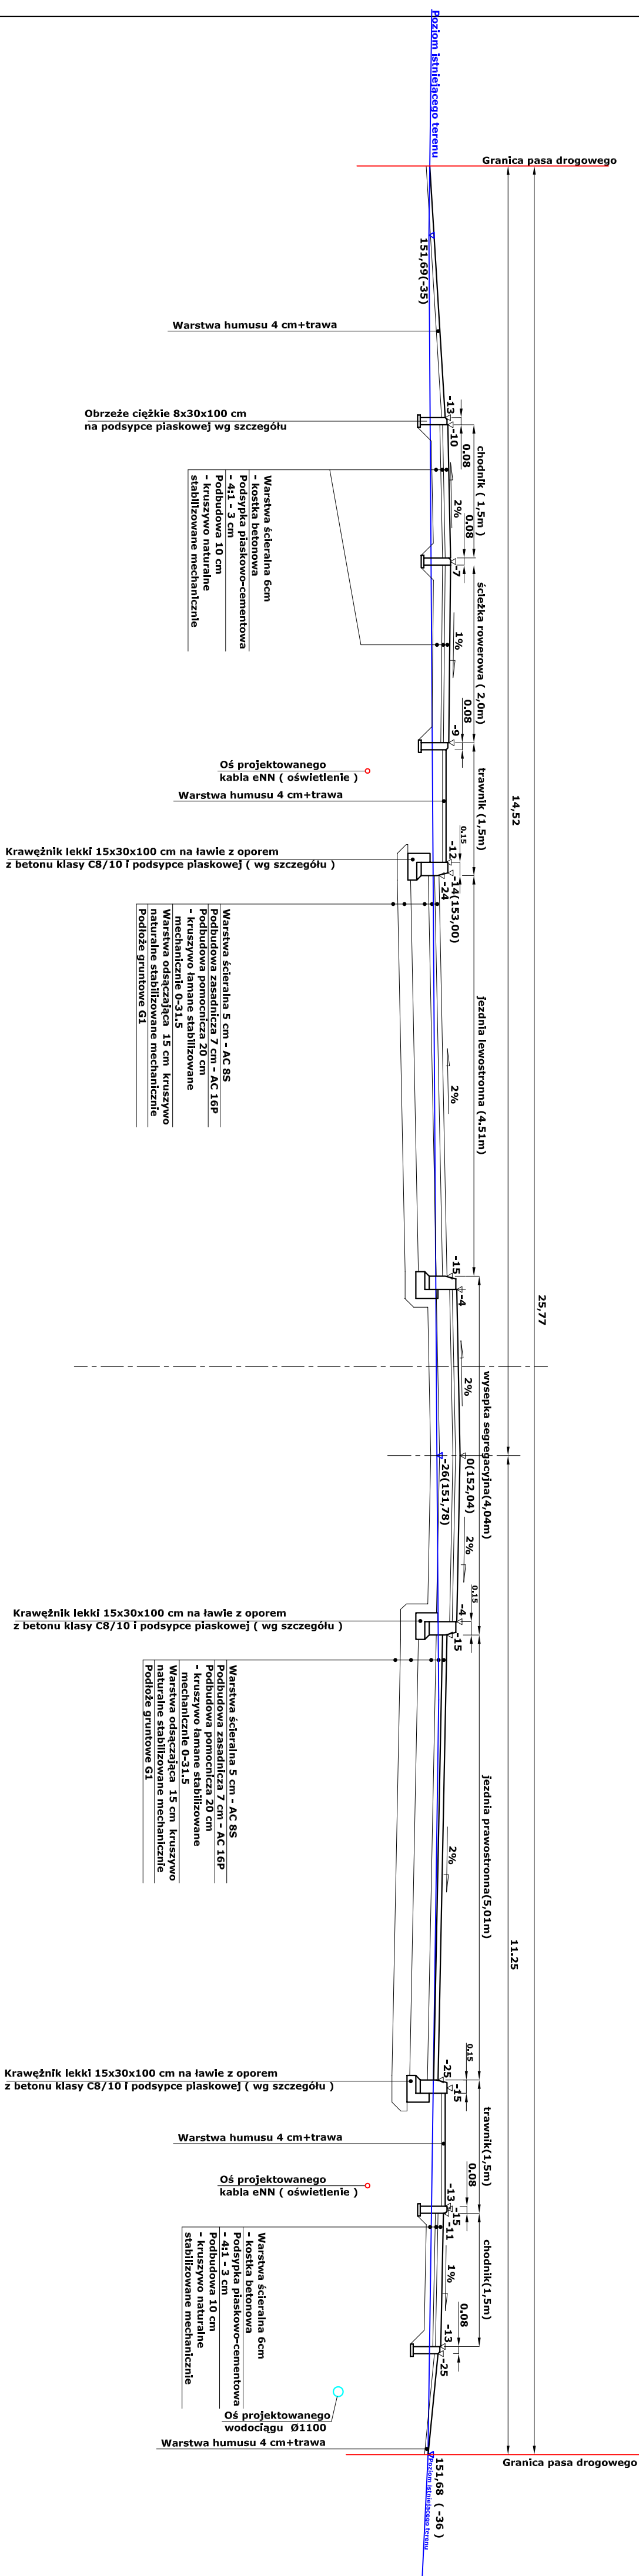 Poziom istniejacego terenu
Granica pasa drogowego
151,69(-35)
Warstwa humusu 4 cm+trawa
Obrzeże ciężkie 8x30x100 cm
na podsypce piaskowej wg szczegółu
-13
-10
0.08
chodnik ( 1,5m )
2%
0.08
-7
Warstwa ścieralna 6cm
- kostka betonowa
Podsypka piaskowo-cementowa
- 4:1 - 3 cm
Podbudowa 10 cm
- kruszywo naturalne
stabilizowane mechanicznie
ścieżka rowerowa ( 2,0m)
1%
0.08
-9
Oś projektowanego
kabla eNN ( oświetlenie )
Warstwa humusu 4 cm+trawa
trawnik (1,5m)
14,52
0.15
-12
-14(153,00)
-24
Krawężnik lekki 15x30x100 cm na ławie z oporem
z betonu klasy C8/10 i podsypce piaskowej ( wg szczegółu )
Warstwa ścieralna 5 cm - AC 8S
Podbudowa zasadnicza 7 cm - AC 16P
Podbudowa pomocnicza 20 cm
- kruszywo łamane stabilizowane
mechanicznie 0-31.5
Warstwa odsączająca 15 cm kruszywo
naturalne stabilizowane mechanicznie
Podłoże gruntowe G1
jezdnia lewostronna (4.51m)
2%
-15
-4
25,77
wysepka segregacyjna(4,04m)
2%
0(152,04)
-26(151,78)
2%
0.15
-4
-15
Krawężnik lekki 15x30x100 cm na ławie z oporem
z betonu klasy C8/10 i podsypce piaskowej ( wg szczegółu )
Warstwa ścieralna 5 cm - AC 8S
Podbudowa zasadnicza 7 cm - AC 16P
Podbudowa pomocnicza 20 cm
- kruszywo łamane stabilizowane
mechanicznie 0-31.5
Warstwa odsączająca 15 cm kruszywo
naturalne stabilizowane mechanicznie
Podłoże gruntowe G1
jezdnia prawostronna(5,01m)
2%
11.25
0.15
-25
-15
Krawężnik lekki 15x30x100 cm na ławie z oporem
z betonu klasy C8/10 i podsypce piaskowej ( wg szczegółu )
trawnik(1,5m)
Warstwa humusu 4 cm+trawa
Oś projektowanego
kabla eNN ( oświetlenie )
0.08
-13
-15
-11
Warstwa ścieralna 6cm
- kostka betonowa
Podsypka piaskowo-cementowa
- 4:1 - 3 cm
Podbudowa 10 cm
- kruszywo naturalne
stabilizowane mechanicznie
chodnik(1,5m)
1%
0.08
-13
-25
Oś projektowanego
wodociągu Ø1100
Warstwa humusu 4 cm+trawa
Granica pasa drogowego
151,68 ( -36 )
Poziom istniejacego terenu